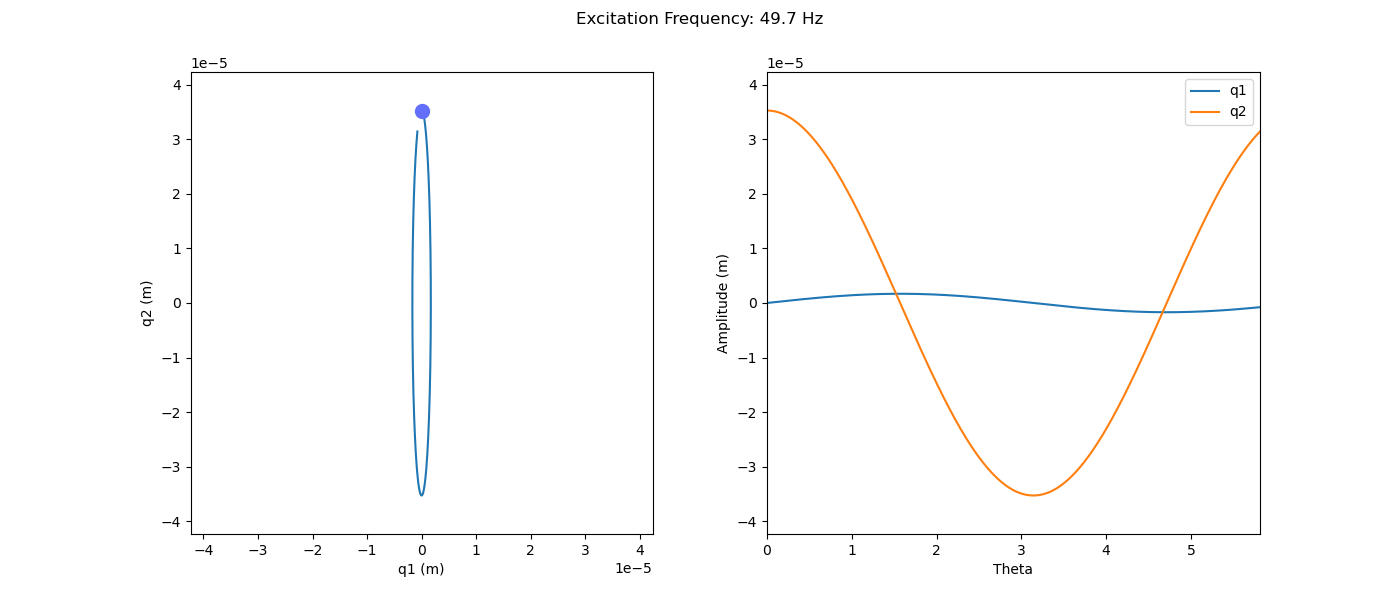 Excitation Frequency: 49.7 Hz
1e−5
4
3
2
1
0
−1
−2
−3
−4
q2 (m)
−4 −3 −2 −1 0 1 2 3 4
q1 (m)
1e−5
1e−5
4
3
2
1
0
−1
−2
−3
−4
Amplitude (m)
q1
q2
0 1 2 3 4 5
Theta